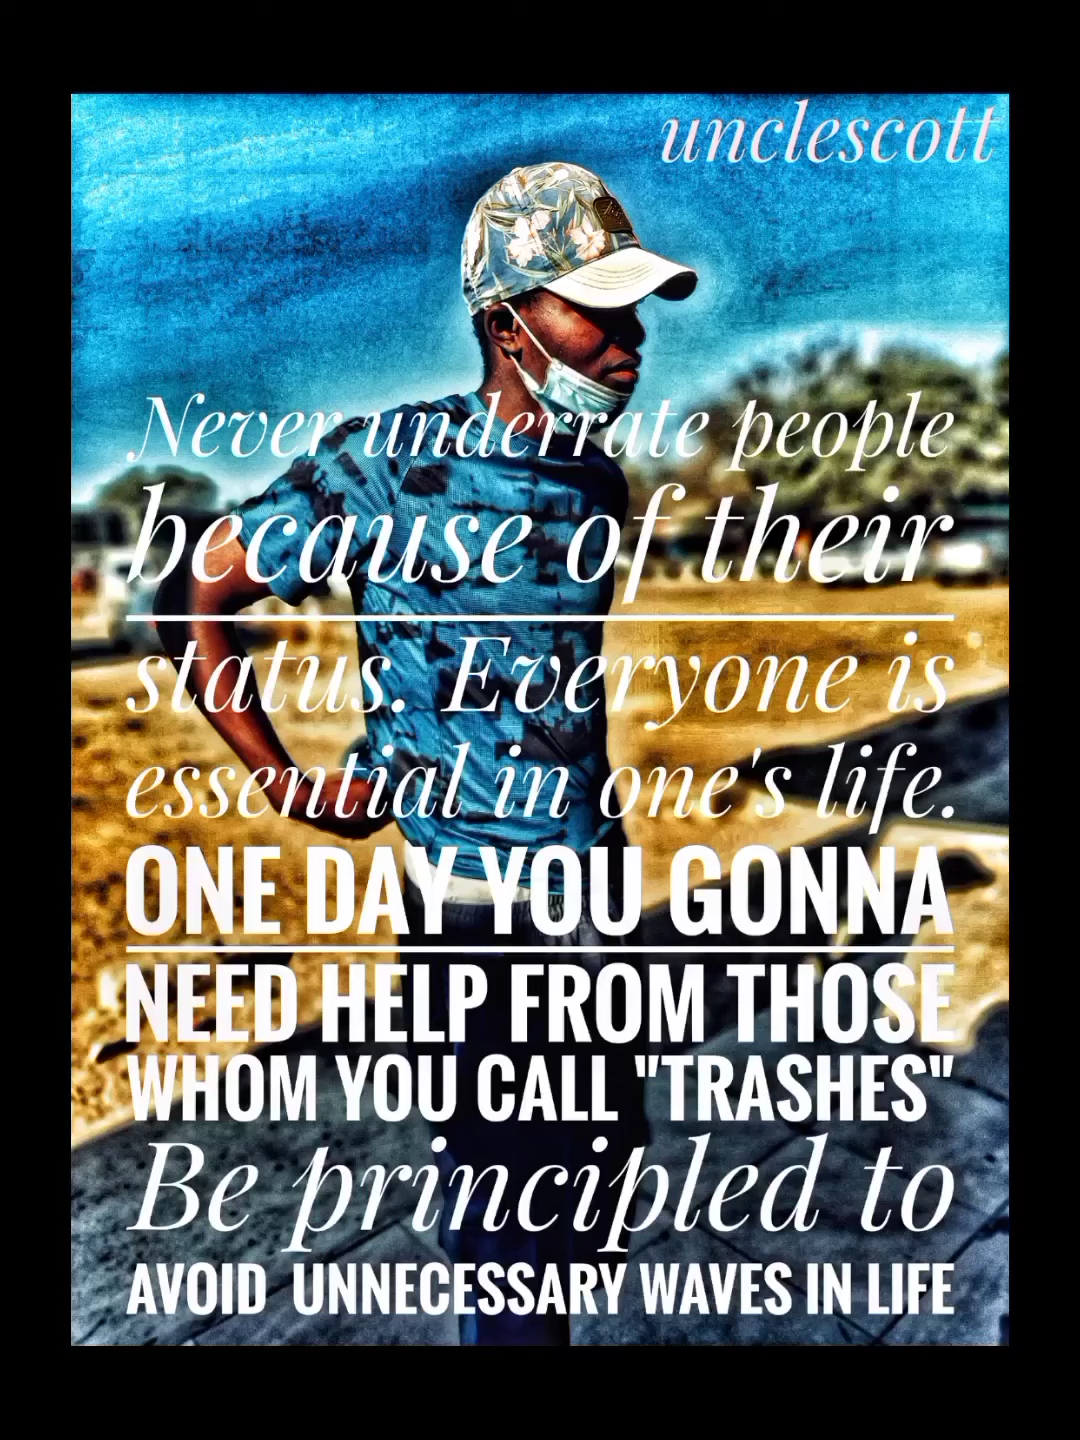 unclescott
Never underrate people
because of their
status. Everyone is
essential in one's life.
ONE DAY YOU GONNA
NEED HELP FROM THOSE
WHOM YOU CALL "TRASHES"
Be principled to
AVOID UNNECESSARY WAVES IN LIFE